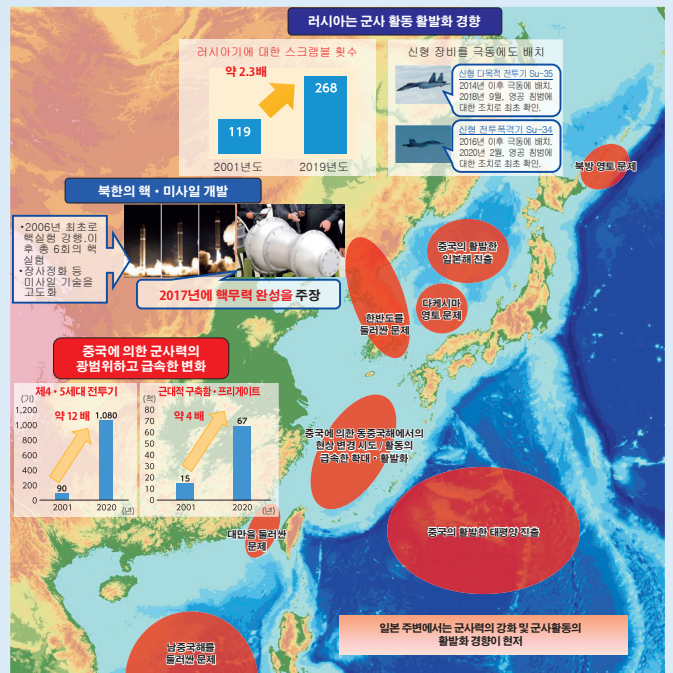 러시아는 군사 활동 활발화 경향
러시아기에 대한 스크램블 횟수
약 2.3배
119
268
2001년도
2019년도
신형 장비를 극동에도 배치
신형 다목적 전투기 Su-35
2014년 이후 극동에 배치.
2018년 9월, 영공 침범에
대한 조치로 최초 확인.
신형 전투폭격기 Su-34
2016년 이후 극동에 배치.
2020년 2월, 영공 침범에
대한 조치로 최초 확인.
북방 영토 문제
북한의 핵·미사일 개발
•2006년 최초로
핵실험 강행.이
후 총 6회의 핵
실험
•장사정화 등
미사일 기술을
고도화
2017년에 핵무력 완성을 주장
중국의 활발한
일본해 진출
다케시마
영토 문제
한반도를
둘러싼 문제
중국에 의한 군사력의
광범위하고 급속한 변화
제4·5세대 전투기
(기)
1,200
1,000
800
600
400
200
0
약 12 배
90
1,080
2001
2020
(년)
근대적 구축함·프리게이트
(척)
80
70
60
50
40
30
20
10
0
약 4 배
15
67
2001
2020
(년)
중국에 의한 동중국해에서의
현상 변경 시도 / 활동의
급속한 확대·활발화
중국의 활발한 태평양 진출
대만을 둘러싼
문제
남중국해를
둘러싼 문제
일본 주변에서는 군사력의 강화 및 군사활동의
활발화 경향이 현저